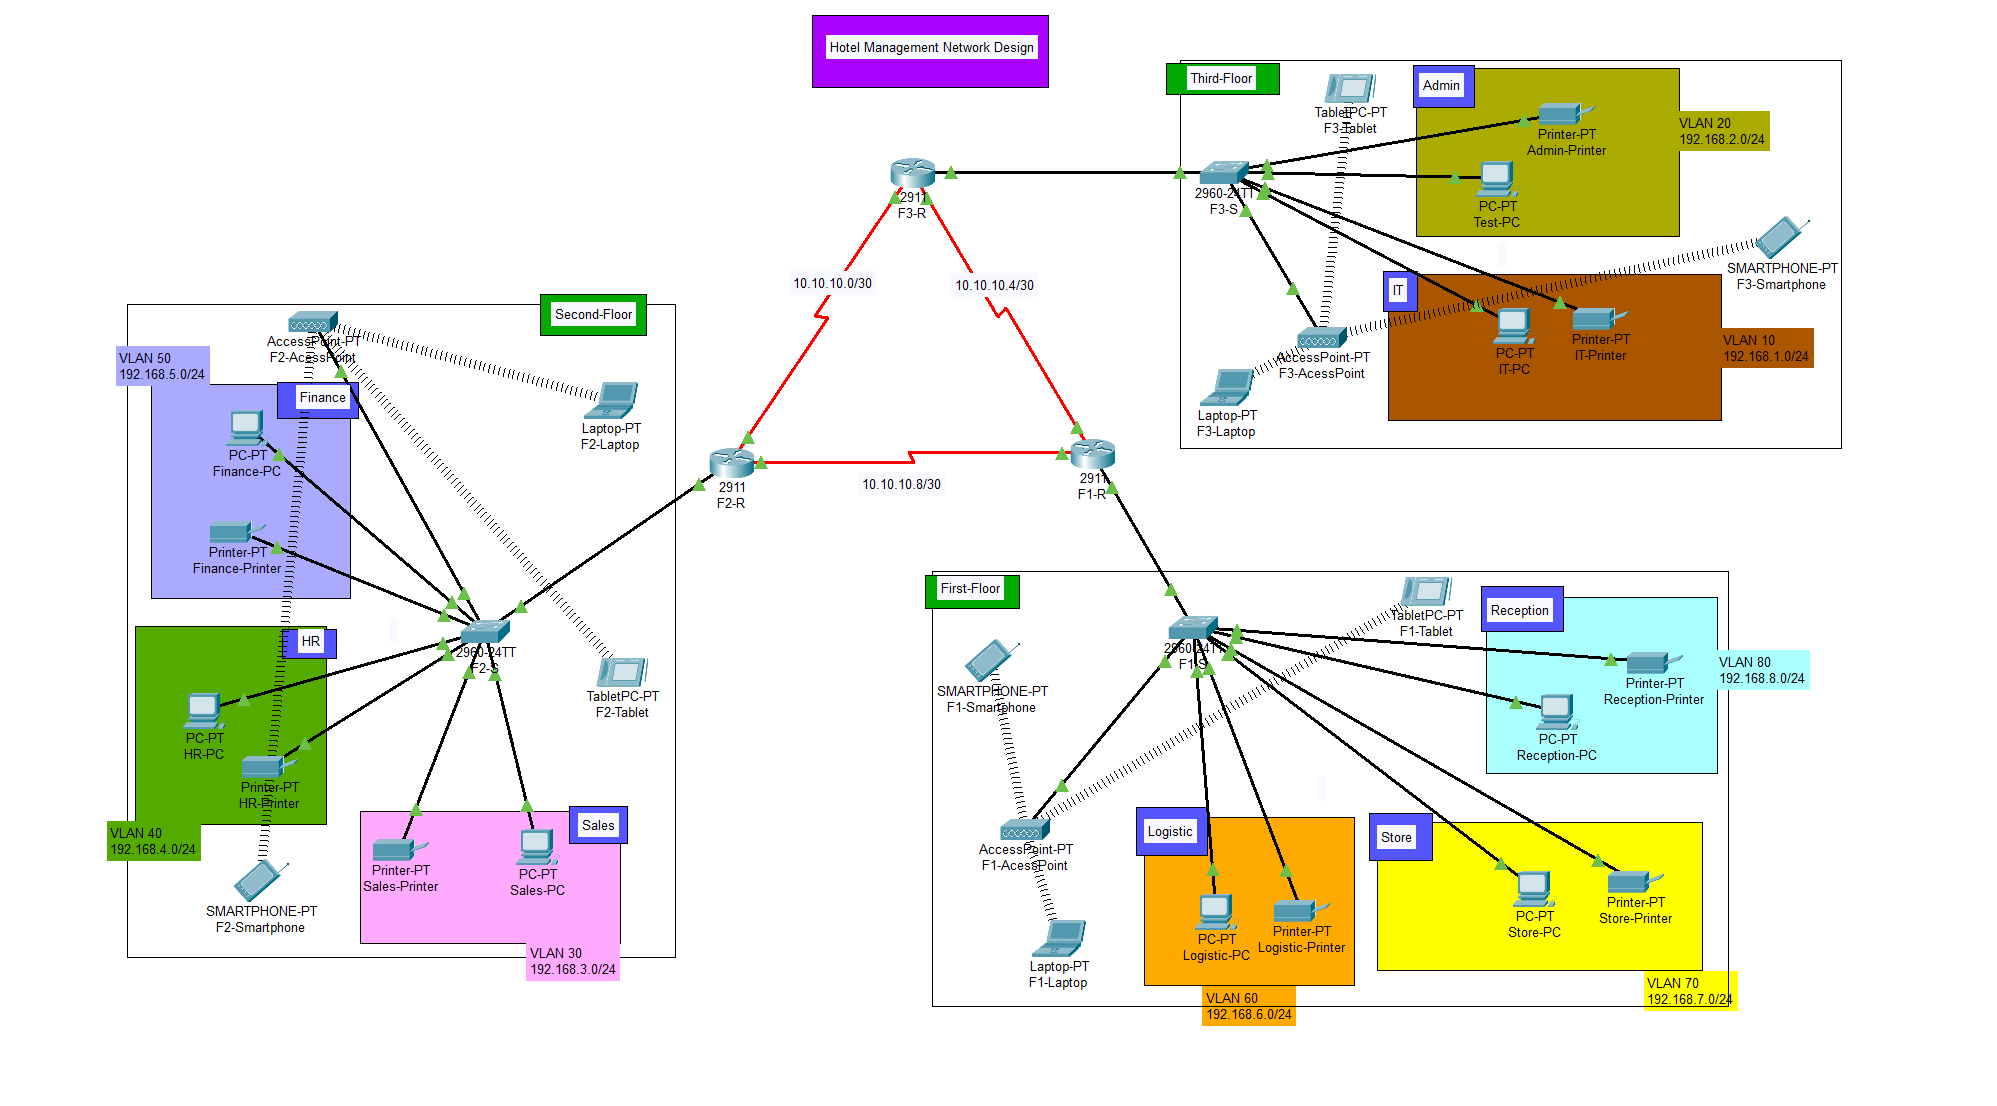 Hotel Management Network Design
Third-Floor
TabletPC-PT
F3-Tablet
Admin
Printer-PT
Admin-Printer
VLAN 20
192.168.2.0/24
2960-24TT
F3-S
PC-PT
Test-PC
SMARTPHONE-PT
F3-Smartphone
IT
PC-PT
IT-PC
Printer-PT
IT-Printer
VLAN 10
192.168.1.0/24
AccessPoint-PT
F3-AcessPoint
Laptop-PT
F3-Laptop
2911
F3-R
10.10.10.0/30
10.10.10.4/30
10.10.10.8/30
2911
F2-R
2911
F1-R
Second-Floor
AccessPoint-PT
F2-AcessPoint
VLAN 50
192.168.5.0/24
Finance
PC-PT
Finance-PC
Printer-PT
Finance-Printer
Laptop-PT
F2-Laptop
HR
2960-24TT
F2-S
PC-PT
HR-PC
Printer-PT
HR-Printer
TabletPC-PT
F2-Tablet
VLAN 40
192.168.4.0/24
Sales
Printer-PT
Sales-Printer
PC-PT
Sales-PC
SMARTPHONE-PT
F2-Smartphone
VLAN 30
192.168.3.0/24
First-Floor
TabletPC-PT
F1-Tablet
Reception
2960-24TT
F1-S
SMARTPHONE-PT
F1-Smartphone
Printer-PT
Reception-Printer
VLAN 80
192.168.8.0/24
PC-PT
Reception-PC
AccessPoint-PT
F1-AcessPoint
Logistic
Store
PC-PT
Logistic-PC
Printer-PT
Logistic-Printer
PC-PT
Store-PC
Printer-PT
Store-Printer
Laptop-PT
F1-Laptop
VLAN 60
192.168.6.0/24
VLAN 70
192.168.7.0/24